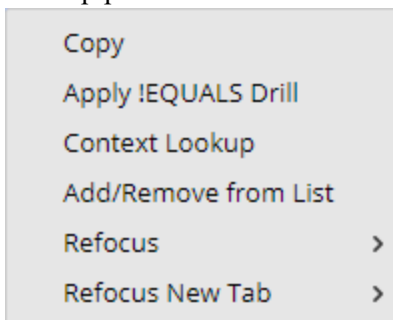 Copy
Apply !EQUALS Drill
Context Lookup
Add/Remove from List
Refocus
Refocus New Tab